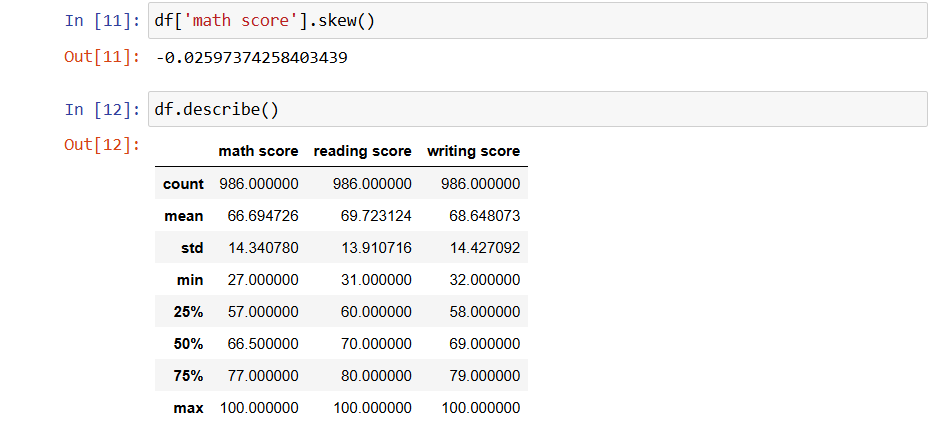 In [11]: df['math score'].skew()
Out[11]: -0.02597374258403439
In [12]: df.describe()
Out[12]:
math score reading score writing score
count 986.000000 986.000000 986.000000
mean 66.694726 69.723124 68.648073
std 14.340780 13.910716 14.427092
min 27.000000 31.000000 32.000000
25% 57.000000 60.000000 58.000000
50% 66.500000 70.000000 69.000000
75% 77.000000 80.000000 79.000000
max 100.000000 100.000000 100.000000